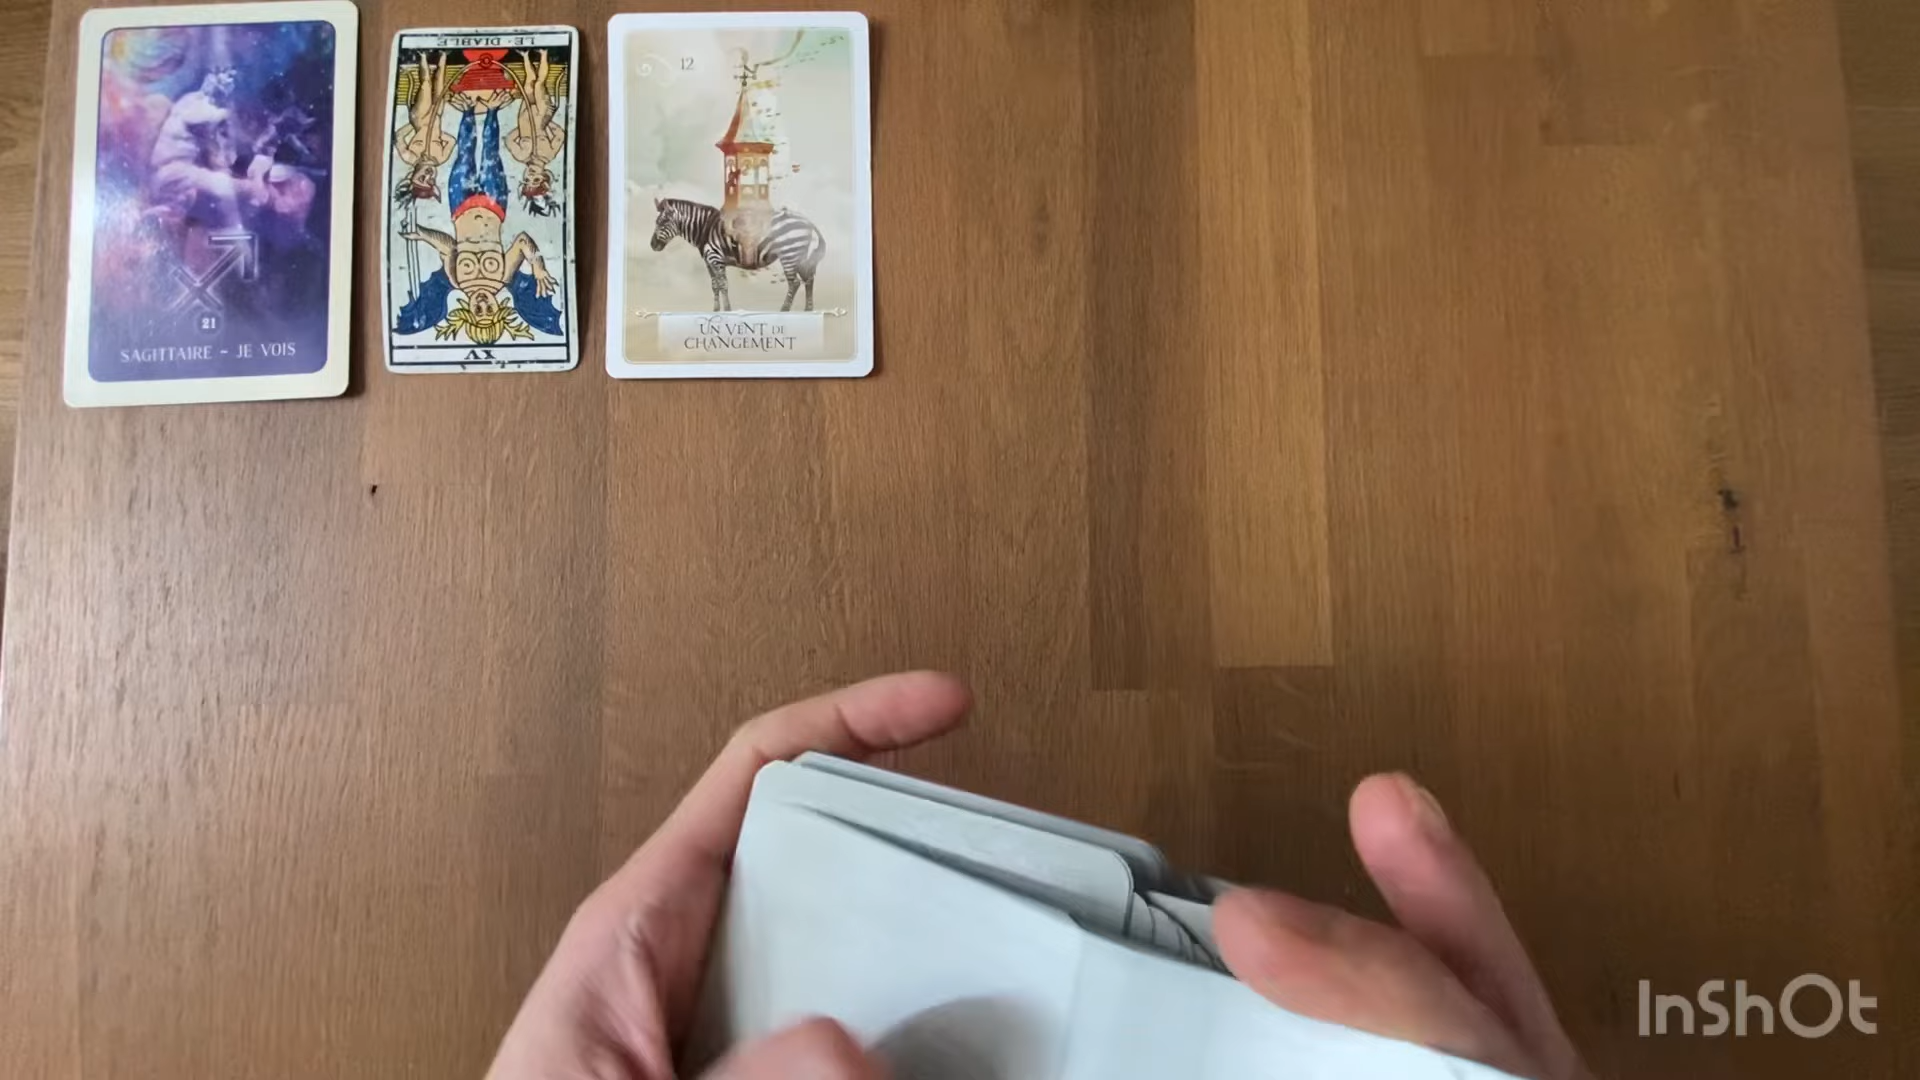 21
SAGITTAIRE ~ JE VOIS
LE·DIABLE
XV
12
UN VENT DE
CHANGEMENT
InShOt